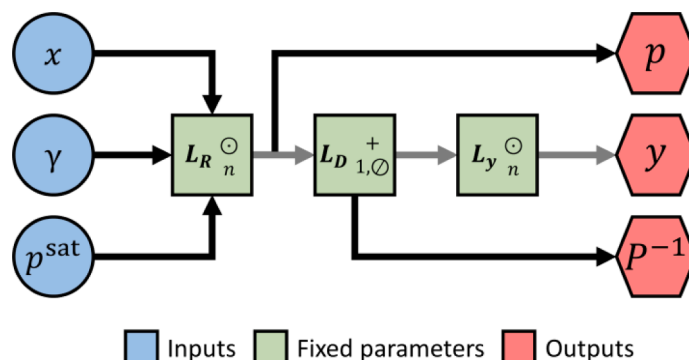 x
p
γ
L_R ⊙ n
L_D + 1,⊘
L_y ⊙ n
y
p^sat
P^−1
Inputs
Fixed parameters
Outputs